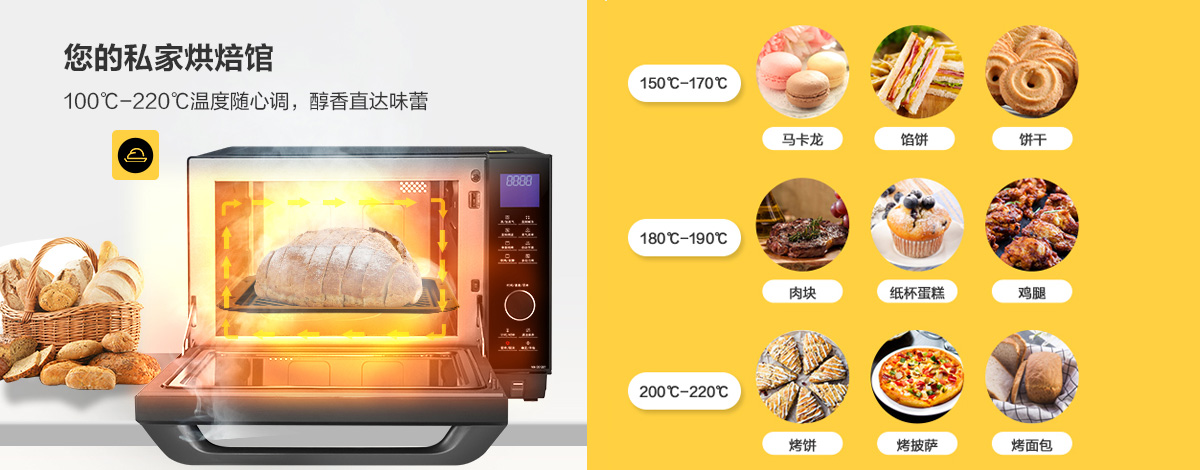 您的私家烘焙馆
100℃-220℃温度随心调，醇香直达味蕾
150℃-170℃
马卡龙
馅饼
饼干
180℃-190℃
肉块
纸杯蛋糕
鸡腿
200℃-220℃
烤饼
烤披萨
烤面包